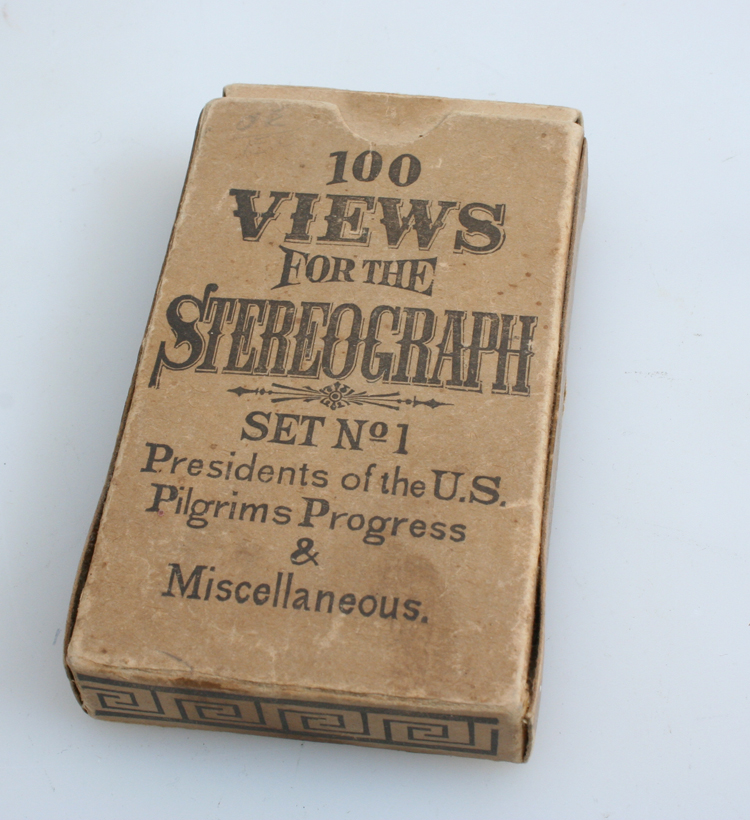 100
VIEWS
FOR THE
STEREOGRAPH
SET Nº 1
Presidents of the U.S.
Pilgrims Progress
&
Miscellaneous.